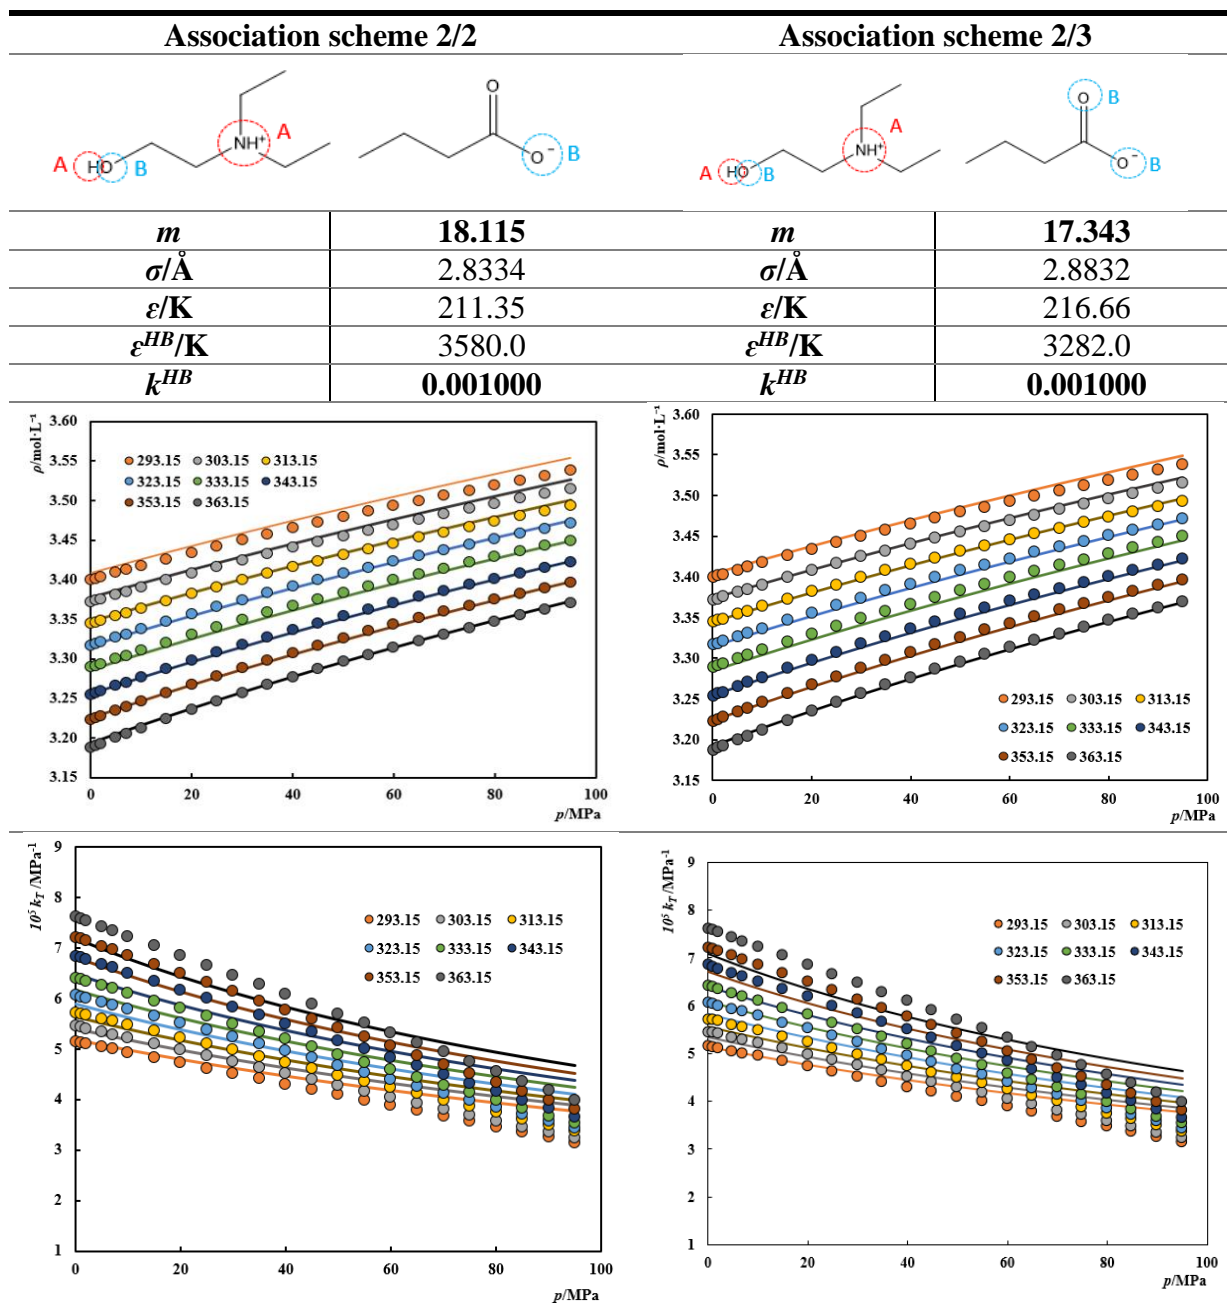 Association scheme 2/2 Association scheme 2/3
O
NH⁺ A
A HO B
O⁻ B
O B
A
NH⁺
A HO B
O⁻ B
m 18.115 m 17.343
σ/Å 2.8334 σ/Å 2.8832
ε/K 211.35 ε/K 216.66
ε^HB/K 3580.0 ε^HB/K 3282.0
k^HB 0.001000 k^HB 0.001000
ρ/mol·L⁻¹
3.60
3.55
3.50
3.45
3.40
3.35
3.30
3.25
3.20
3.15
293.15 303.15 313.15
323.15 333.15 343.15
353.15 363.15
0 20 40 60 80 100
p/MPa
ρ/mol·L⁻¹
3.60
3.55
3.50
3.45
3.40
3.35
3.30
3.25
3.20
3.15
293.15 303.15 313.15
323.15 333.15 343.15
353.15 363.15
0 20 40 60 80 100
p/MPa
10⁵ k_T /MPa⁻¹
9
8
7
6
5
4
3
2
1
293.15 303.15 313.15
323.15 333.15 343.15
353.15 363.15
0 20 40 60 80 100
p/MPa
10⁵ k_T /MPa⁻¹
9
8
7
6
5
4
3
2
1
293.15 303.15 313.15
323.15 333.15 343.15
353.15 363.15
0 20 40 60 80 100
p/MPa